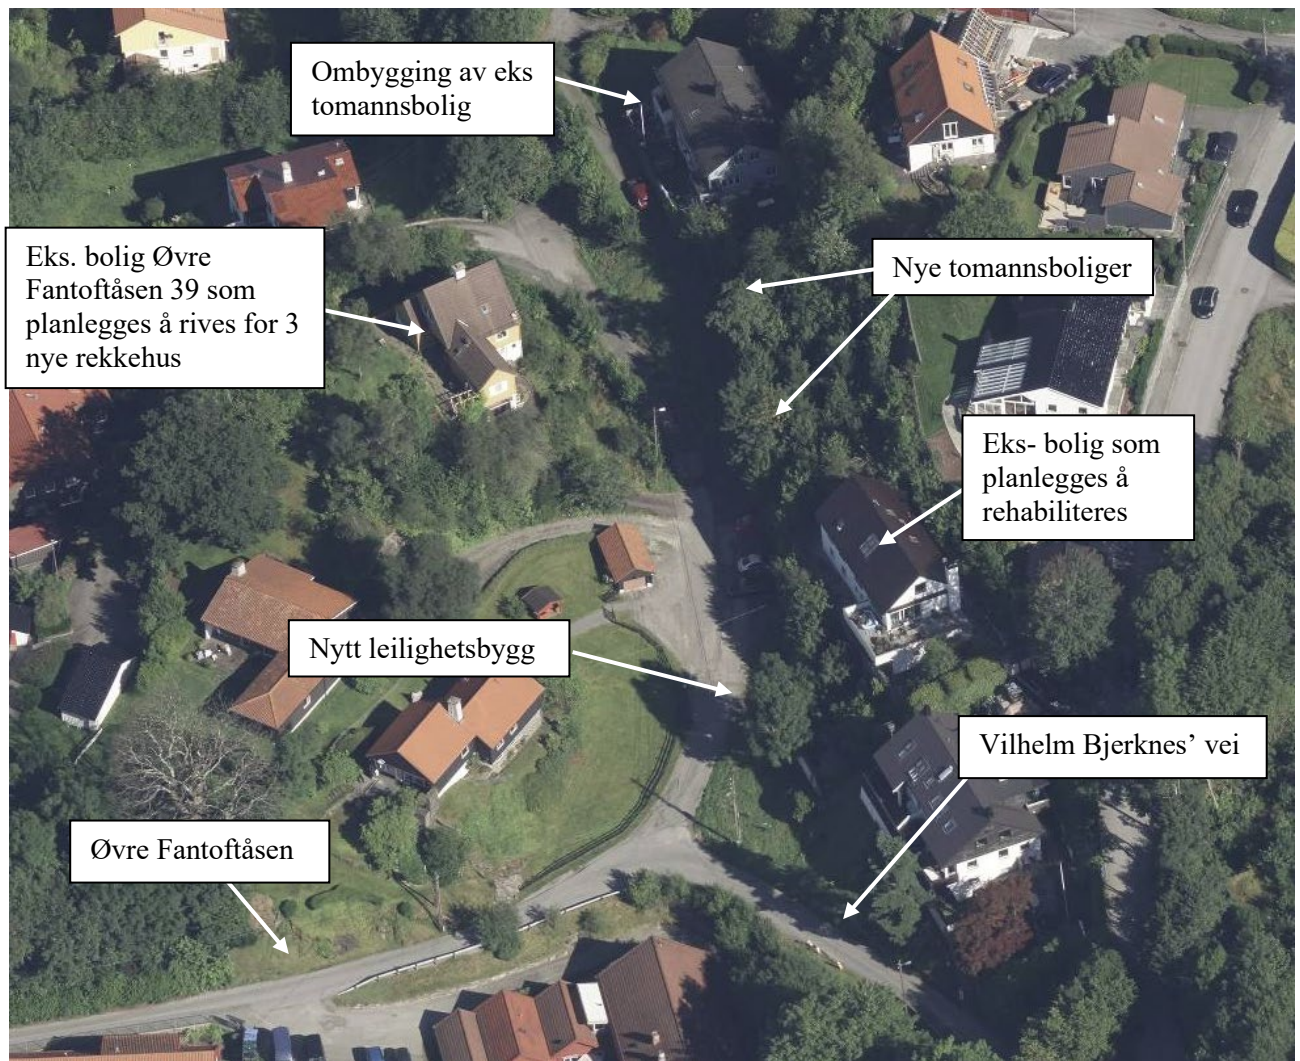 Ombygging av eks
tomannsbolig
Eks. bolig Øvre
Fantoftåsen 39 som
planlegges å rives for 3
nye rekkehus
Nye tomannsboliger
Eks- bolig som
planlegges å
rehabiliteres
Nytt leilighetsbygg
Vilhelm Bjerknes’ vei
Øvre Fantoftåsen